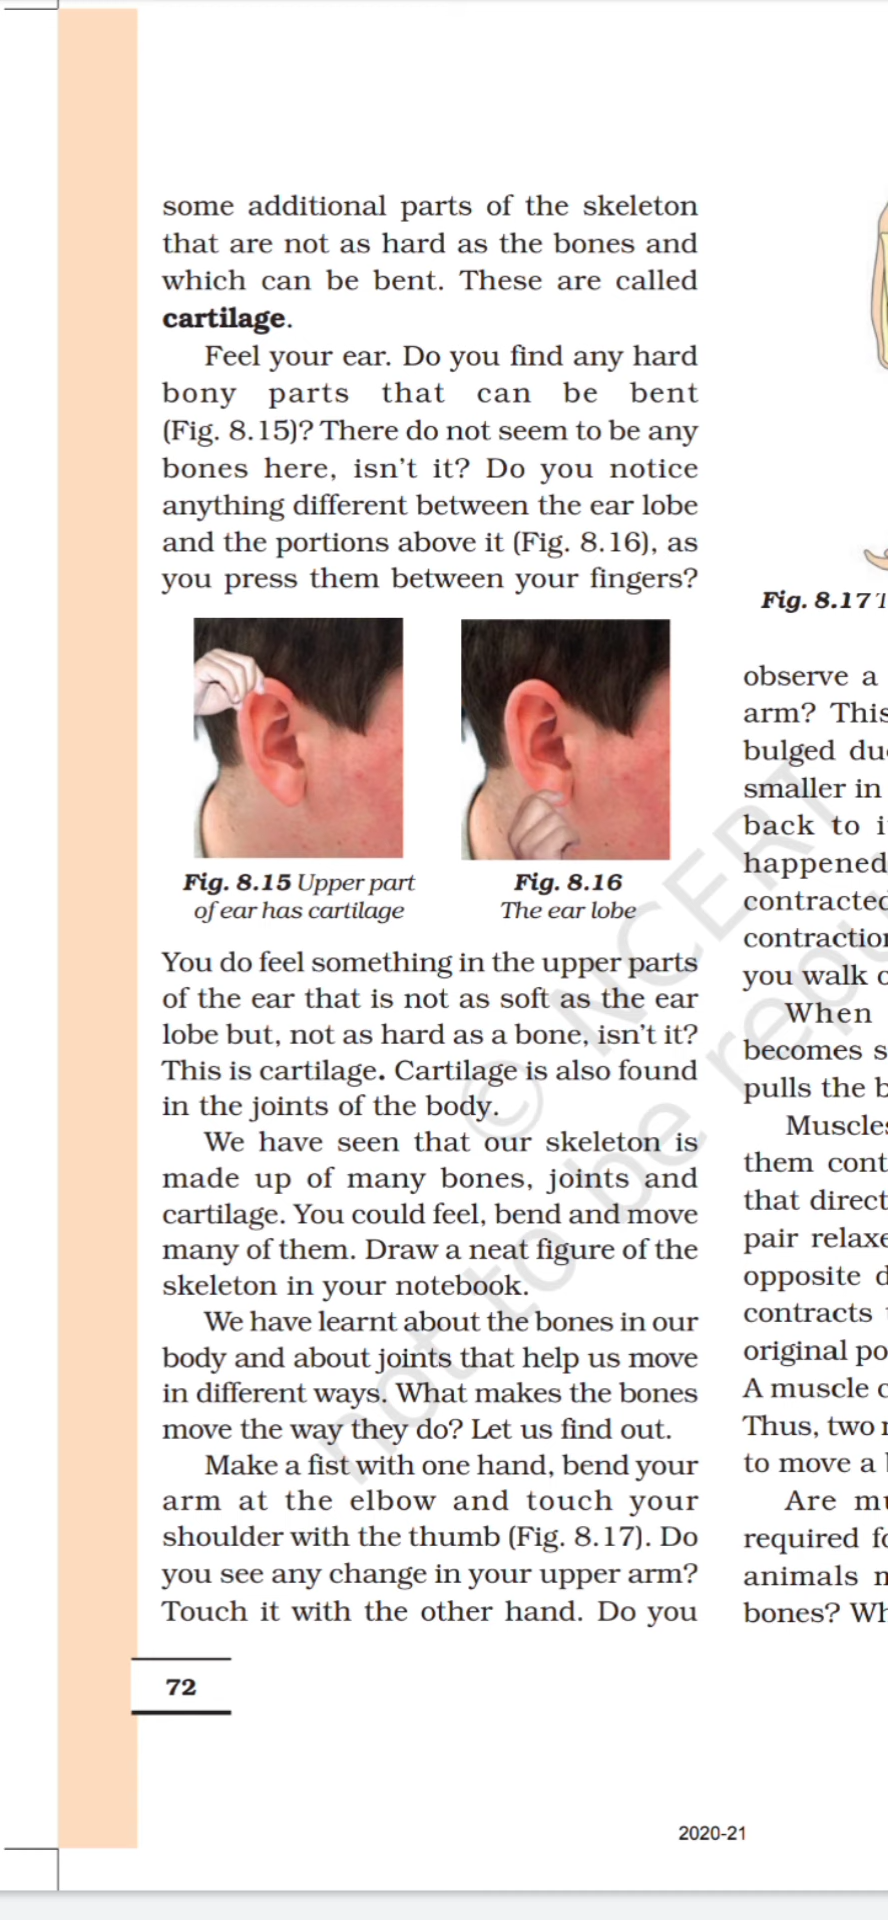 some additional parts of the skeleton
that are not as hard as the bones and
which can be bent. These are called
cartilage.
Feel your ear. Do you find any hard
bony parts that can be bent
(Fig. 8.15)? There do not seem to be any
bones here, isn't it? Do you notice
anything different between the ear lobe
and the portions above it (Fig. 8.16), as
you press them between your fingers?
Fig. 8.15 Upper part
of ear has cartilage
Fig. 8.16
The ear lobe
You do feel something in the upper parts
of the ear that is not as soft as the ear
lobe but, not as hard as a bone, isn't it?
This is cartilage. Cartilage is also found
in the joints of the body.
We have seen that our skeleton is
made up of many bones, joints and
cartilage. You could feel, bend and move
many of them. Draw a neat figure of the
skeleton in your notebook.
We have learnt about the bones in our
body and about joints that help us move
in different ways. What makes the bones
move the way they do? Let us find out.
Make a fist with one hand, bend your
arm at the elbow and touch your
shoulder with the thumb (Fig. 8.17). Do
you see any change in your upper arm?
Touch it with the other hand. Do you
72
Fig. 8.17
observe a
arm? This
bulged
smaller in
back to
happened
contracted
you walk
When
becomes
pulls the
Muscles
them
that
pair
opposite
contracts
original
A muscle
Thus, two
to move a
Are
required
animals
bones?
2020-21
© NCERT
not to be